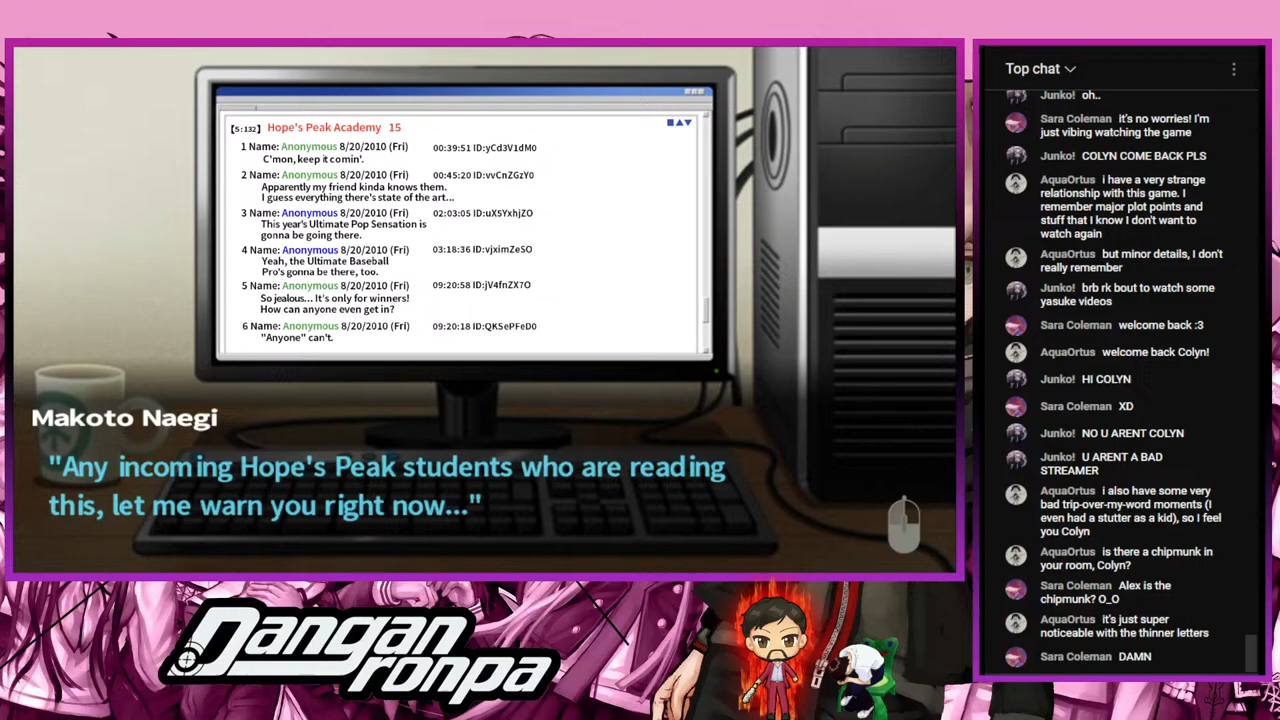 【5:132】 Hope's Peak Academy 15
1 Name: Anonymous 8/20/2010 (Fri) 00:39:51 ID:yCd3V1dM0
C'mon, keep it comin'.
2 Name: Anonymous 8/20/2010 (Fri) 00:45:20 ID:vvCnZGzY0
Apparently my friend kinda knows them.
I guess everything there's state of the art...
3 Name: Anonymous 8/20/2010 (Fri) 02:03:05 ID:uX5YxhjZO
This year's Ultimate Pop Sensation is
gonna be going there.
4 Name: Anonymous 8/20/2010 (Fri) 03:18:36 ID:vjximZeSO
Yeah, the Ultimate Baseball
Pro's gonna be there, too.
5 Name: Anonymous 8/20/2010 (Fri) 09:20:58 ID:jV4fnZX7O
So jealous... It's only for winners!
How can anyone even get in?
6 Name: Anonymous 8/20/2010 (Fri) 09:20:18 ID:QKSePFeD0
"Anyone" can't.
Makoto Naegi
"Any incoming Hope's Peak students who are reading
this, let me warn you right now..."
Dangan
ronpa
Top chat
Junko! oh..
Sara Coleman it's no worries! I'm
just vibing watching the game
Junko! COLYN COME BACK PLS
AquaOrtus i have a very strange
relationship with this game. I
remember major plot points and
stuff that I know I don't want to
watch again
AquaOrtus but minor details, I don't
really remember
Junko! brb rk bout to watch some
yasuke videos
Sara Coleman welcome back :3
AquaOrtus welcome back Colyn!
Junko! HI COLYN
Sara Coleman XD
Junko! NO U ARENT COLYN
Junko! U ARENT A BAD
STREAMER
AquaOrtus i also have some very
bad trip-over-my-word moments (I
even had a stutter as a kid), so I feel
you Colyn
AquaOrtus is there a chipmunk in
your room, Colyn?
Sara Coleman Alex is the
chipmunk? O_O
AquaOrtus it's just super
noticeable with the thinner letters
Sara Coleman DAMN